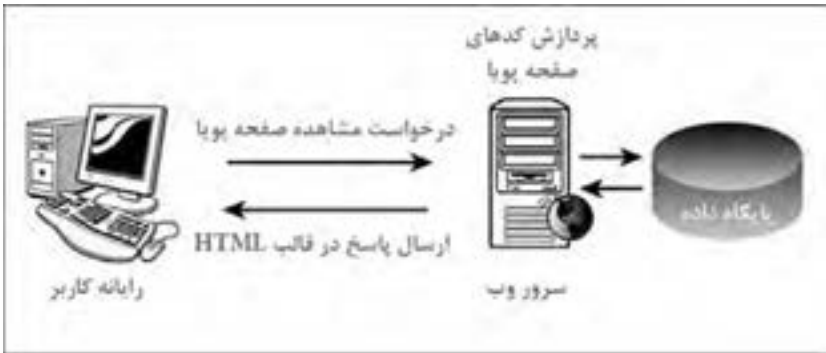 پردازش کدهای
صفحه پویا
درخواست مشاهده صفحه پویا
ارسال پاسخ در قالب HTML
پایگاه داده
سرور وب
رایانه کاربر